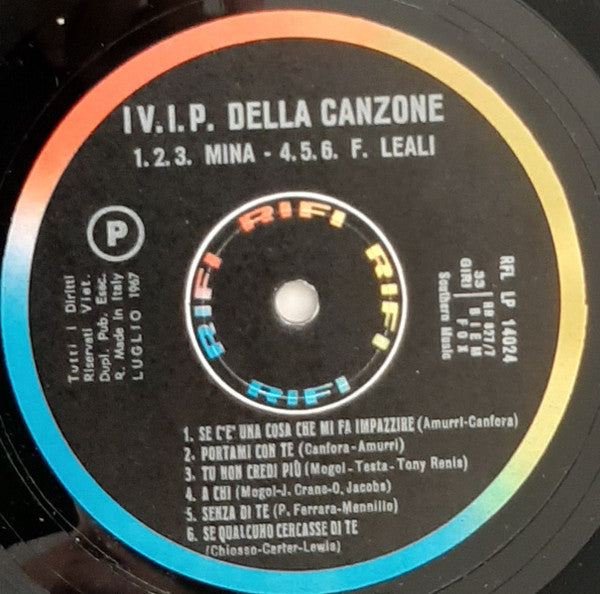 I V.I.P. DELLA CANZONE
1.2.3. MINA - 4.5.6. F. LEALI
P
Tutti I Diritti
Riservati Viet.
Dupl. Pub. Esec.
R. Made in Italy
LUGLIO 1967
RIFI RIFI RIFI RIFI RIFI
RFL LP 14024
33
GIRI
BIEM
Southern Music
1. SE C'E' UNA COSA CHE MI FA IMPAZZIRE (Amurri-Canfora)
2. PORTAMI CON TE (Canfora-Amurri)
3. TU NON CREDI PIÙ (Mogol-Testa-Tony Renis)
4. A CHI (Mogol-J. Crane-O. Jacobs)
5. SENZA DI TE (P. Ferrara-Mennillo)
6. SE QUALCUNO CERCASSE DI TE
(Chiosso-Carter-Lewis)